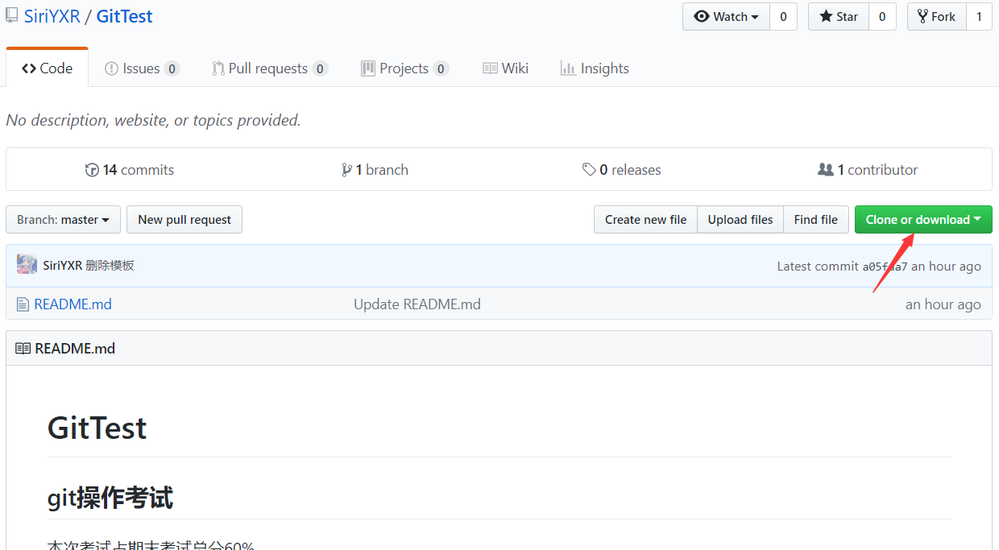 SiriYXR / GitTest
Watch 0 Star 0 Fork 1
Code Issues 0 Pull requests 0 Projects 0 Wiki Insights
No description, website, or topics provided.
14 commits 1 branch 0 releases 1 contributor
Branch: master New pull request Create new file Upload files Find file Clone or download
SiriYXR 删除模板 Latest commit an hour ago
README.md Update README.md an hour ago
README.md
GitTest
git操作考试
本次考试占期末考试总分60%